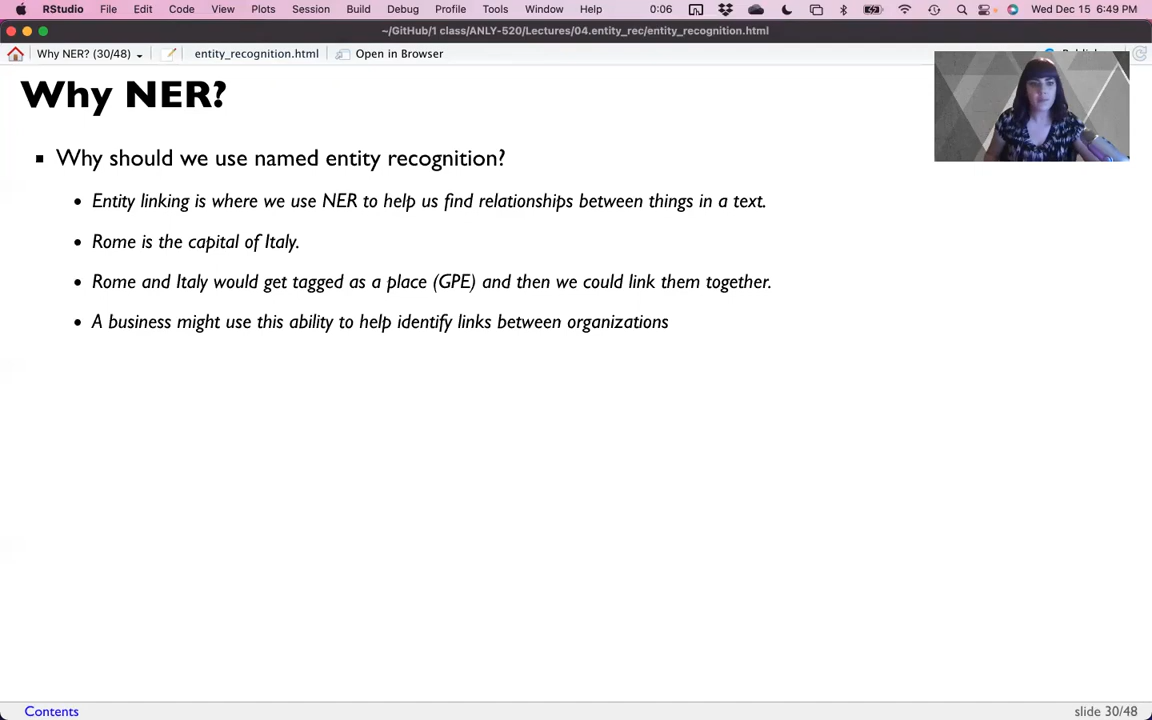 RStudio File Edit Code View Plots Session Build Debug Profile Tools Window Help 0:06 Wed Dec 15 6:49 PM
~/GitHub/1 class/ANLY-520/Lectures/04.entity_rec/entity_recognition.html
Why NER? (30/48) entity_recognition.html Open in Browser
Why NER?
Why should we use named entity recognition?
Entity linking is where we use NER to help us find relationships between things in a text.
Rome is the capital of Italy.
Rome and Italy would get tagged as a place (GPE) and then we could link them together.
A business might use this ability to help identify links between organizations
Contents slide 30/48